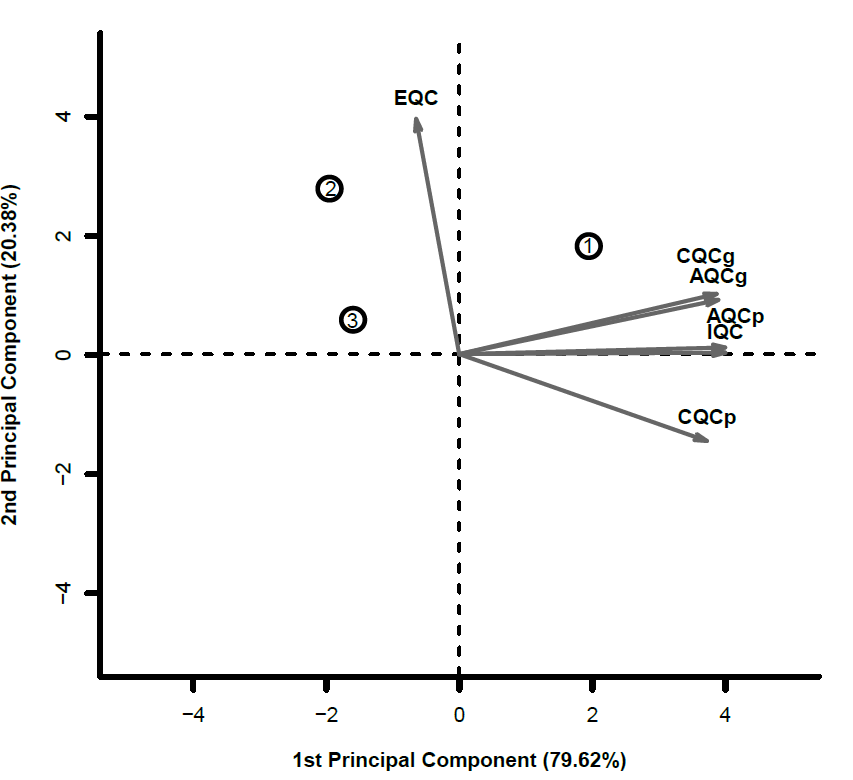 EQC
2
1
CQCg
AQCg
3
AQCp
IQC
CQCp
4
2
0
−2
−4
2nd Principal Component (20.38%)
−4
−2
0
2
4
1st Principal Component (79.62%)